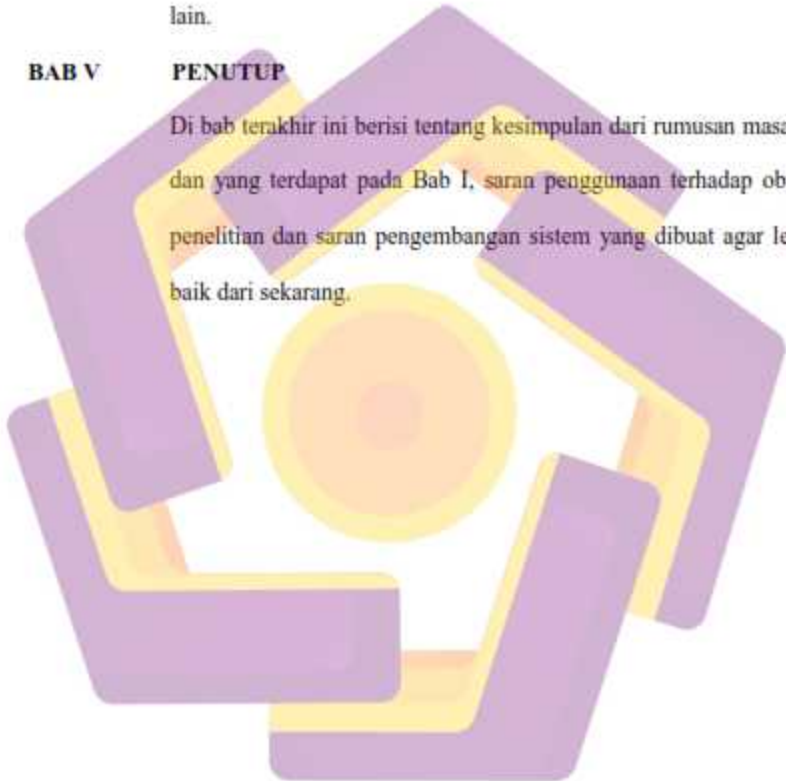 lain.
BAB V PENUTUP
Di bab terakhir ini berisi tentang kesimpulan dari rumusan masa
dan yang terdapat pada Bab I, saran penggunaan terhadap ob
penelitian dan saran pengembangan sistem yang dibuat agar le
baik dari sekarang.